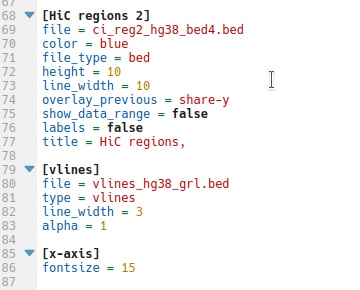 67
68 [HiC regions 2]
69 file = ci_reg2_hg38_bed4.bed
70 color = blue
71 file_type = bed
72 height = 10
73 line_width = 10
74 overlay_previous = share-y
75 show_data_range = false
76 labels = false
77 title = HiC regions,
78
79 [vlines]
80 file = vlines_hg38_grl.bed
81 type = vlines
82 line_width = 3
83 alpha = 1
84
85 [x-axis]
86 fontsize = 15
87